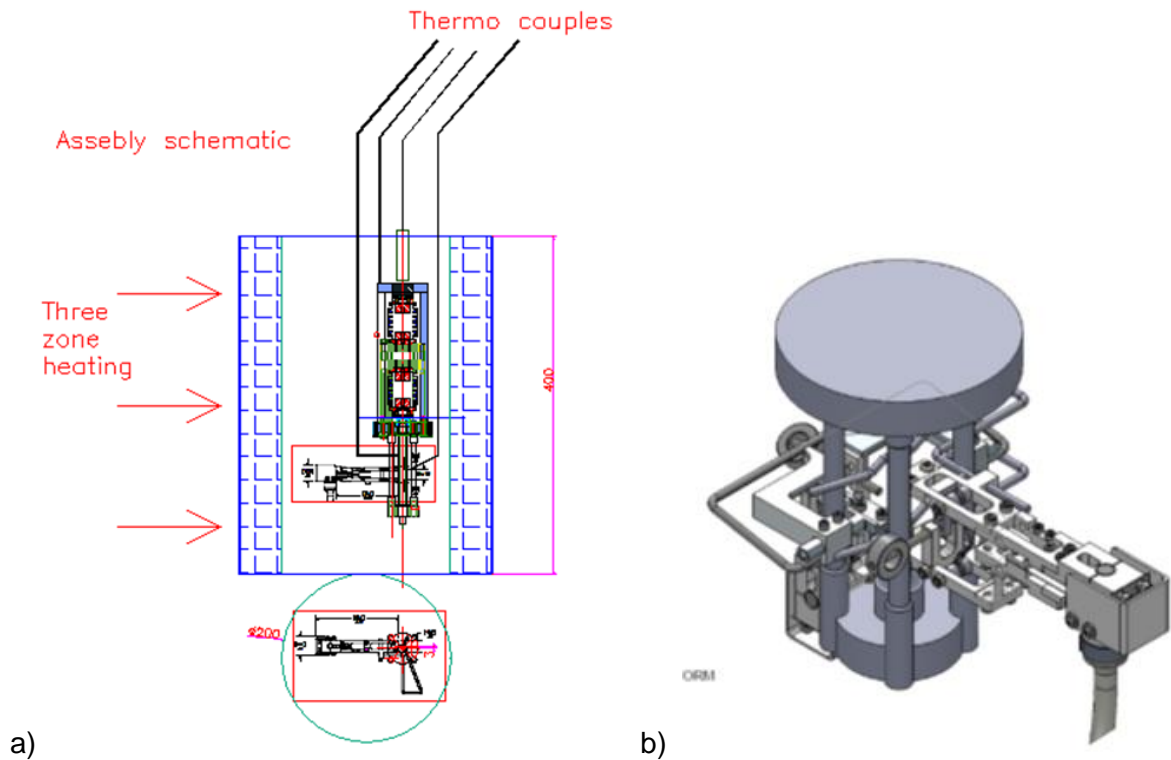 Thermo couples
Assebly schematic
Three
zone
heating
400
ø200
ORM
a)
b)